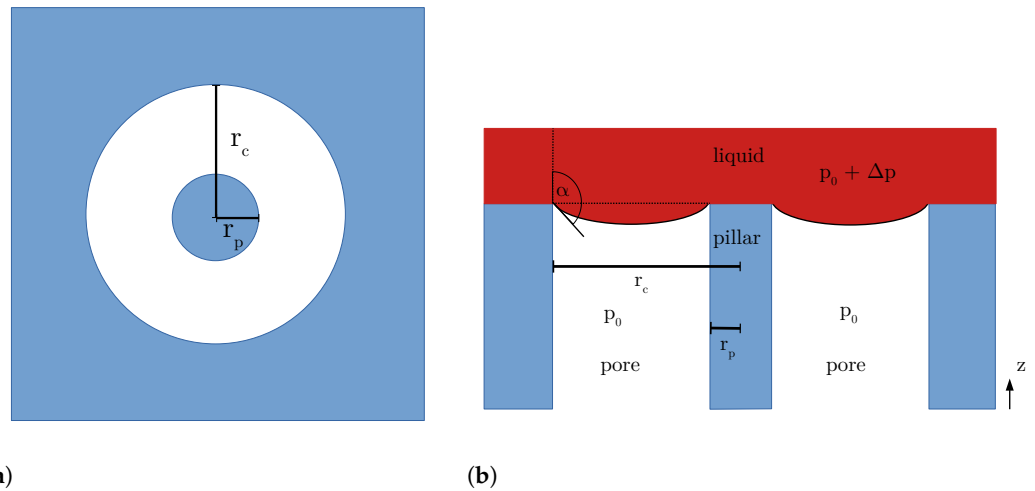 r_c
r_p
liquid
p_0 + Δp
α
pillar
r_c
p_0
p_0
r_p
pore
pore
z
(b)